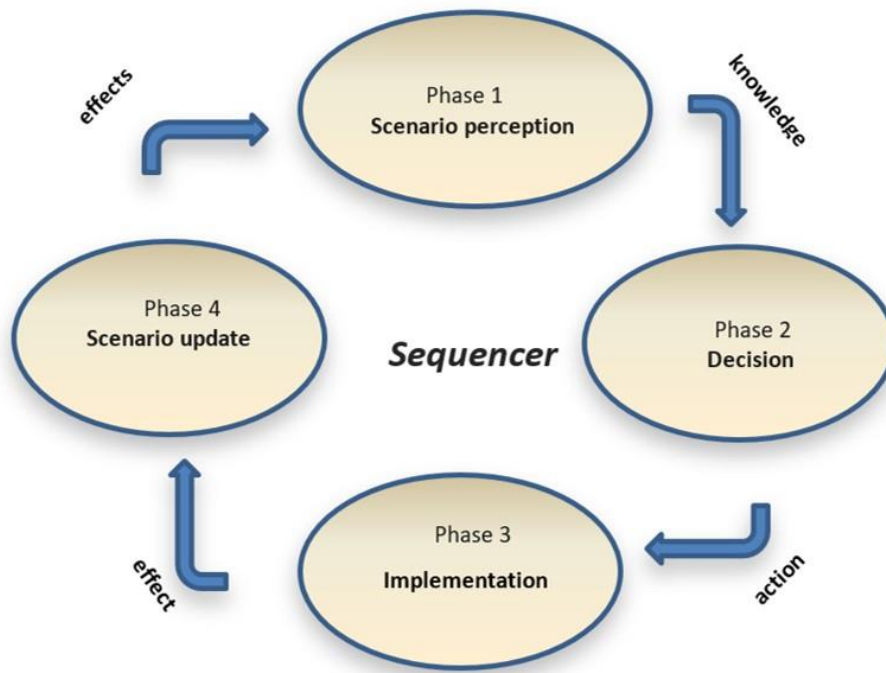 effects
Phase 1
Scenario perception
knowledge
Phase 4
Scenario update
Sequencer
Phase 2
Decision
Phase 3
Implementation
effect
action